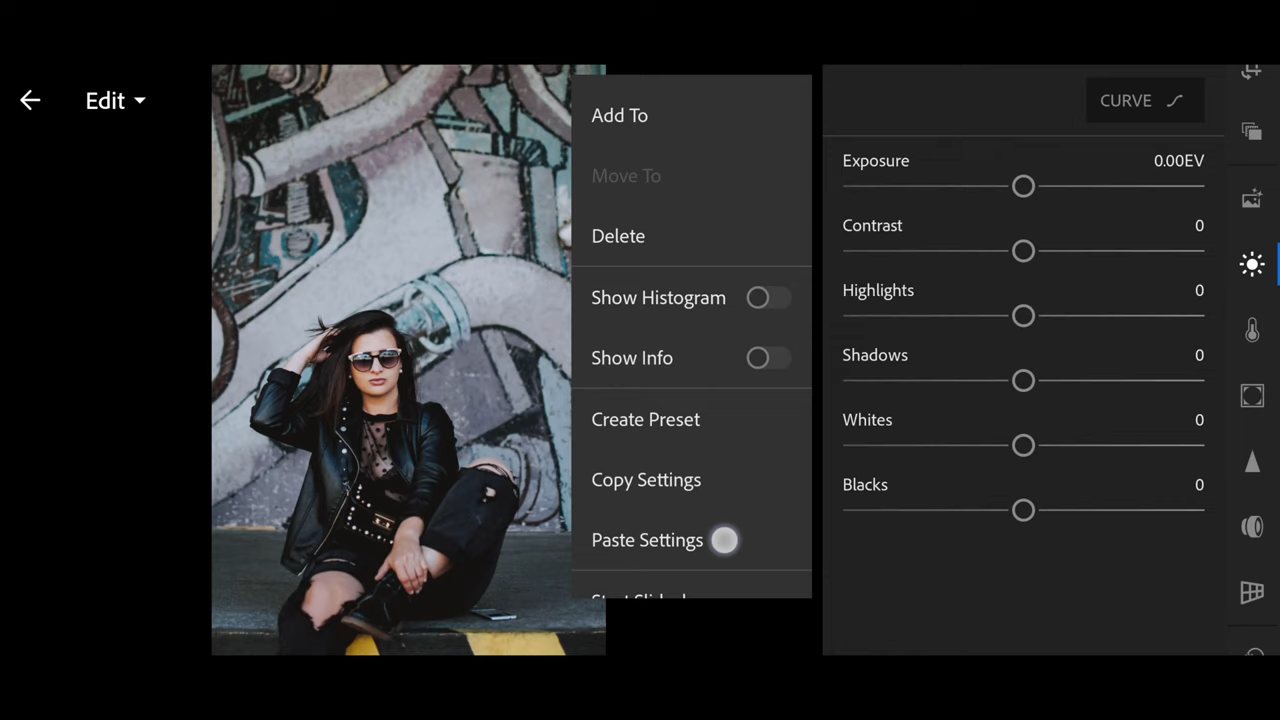 Edit
Add To
Move To
Delete
Show Histogram
Show Info
Create Preset
Copy Settings
Paste Settings
CURVE
Exposure 0.00EV
Contrast 0
Highlights 0
Shadows 0
Whites 0
Blacks 0